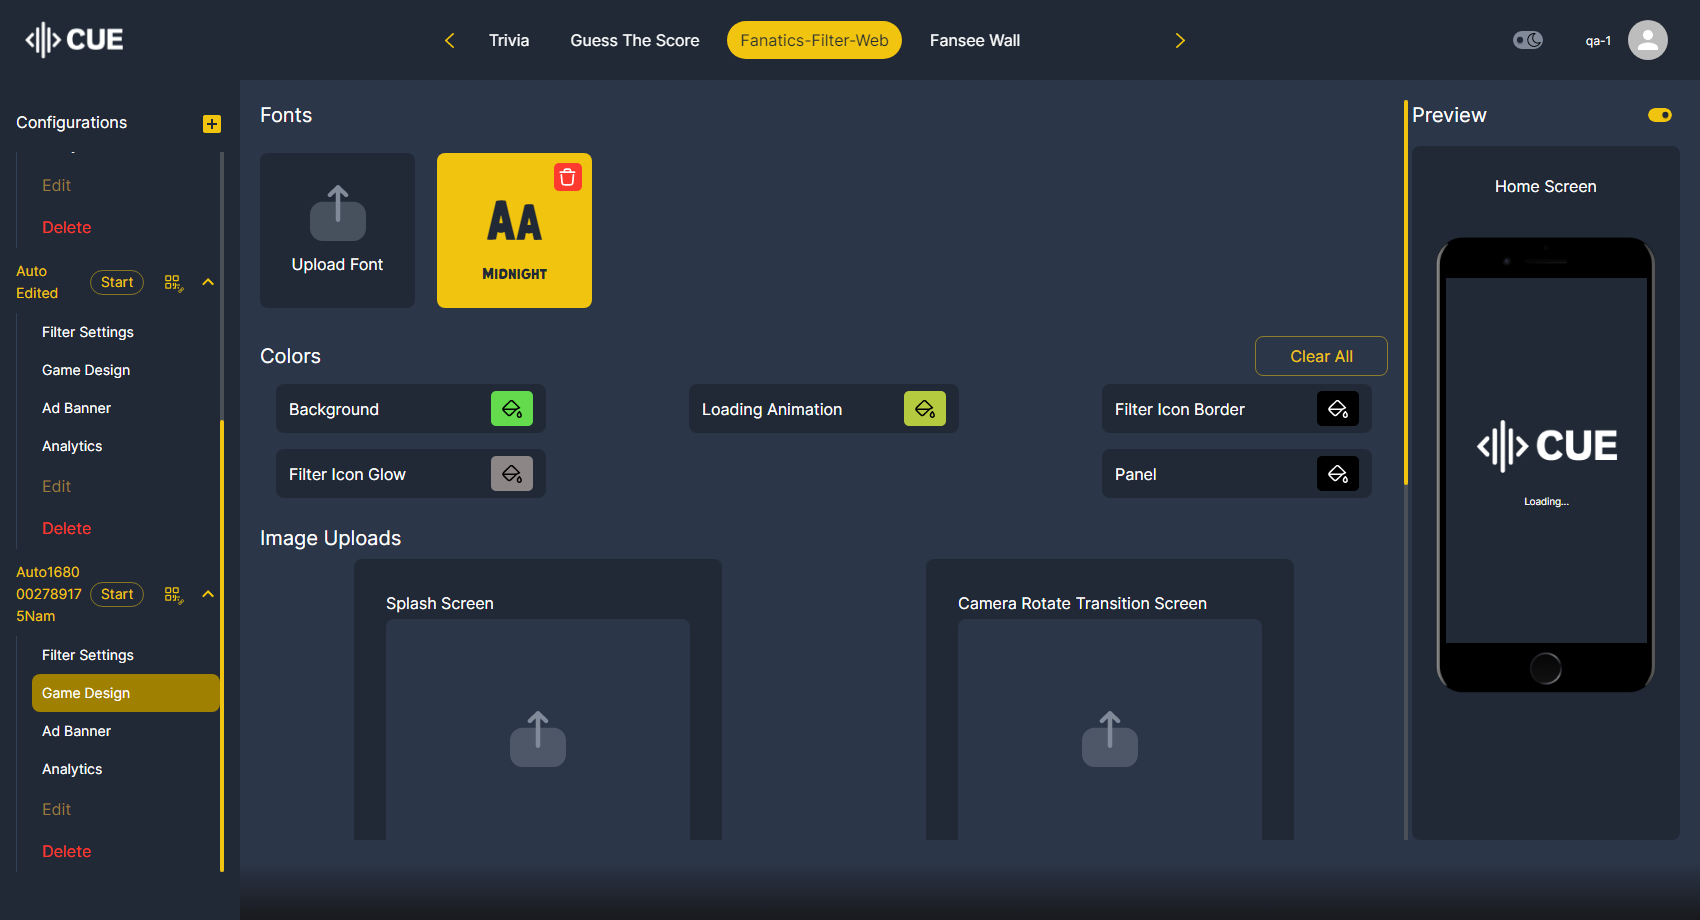 CUE
Trivia
Guess The Score
Fanatics-Filter-Web
Fansee Wall
qa-1
Configurations
Edit
Delete
Auto
Edited
Start
Filter Settings
Game Design
Ad Banner
Analytics
Edit
Delete
Auto1680
00278917
5Nam
Start
Filter Settings
Game Design
Ad Banner
Analytics
Edit
Delete
Fonts
Upload Font
AA
MIDNIGHT
Colors
Clear All
Background
Loading Animation
Filter Icon Border
Filter Icon Glow
Panel
Image Uploads
Splash Screen
Camera Rotate Transition Screen
Preview
Home Screen
CUE
Loading...